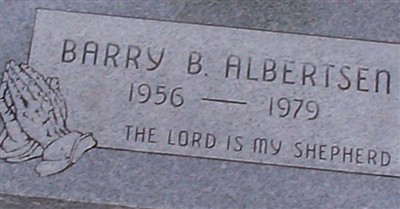 BARRY B. ALBERTSEN
1956 — 1979
THE LORD IS MY SHEPHERD